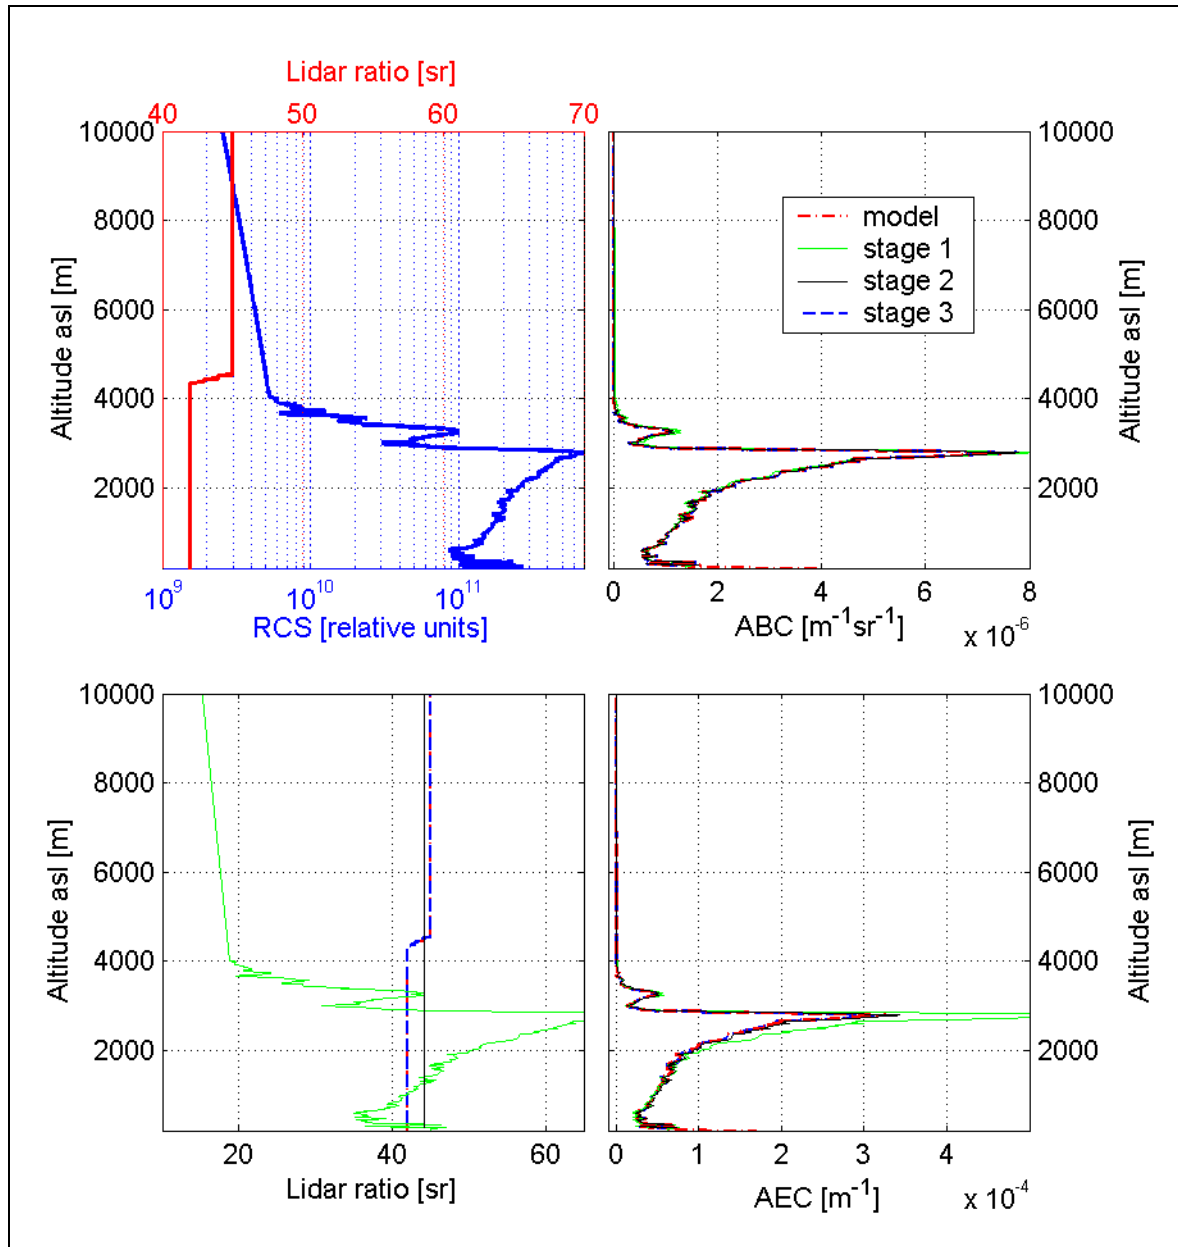 Lidar ratio [sr]
40 50 60 70
10000 10000
8000 8000
6000 6000
4000 4000
2000 2000
Altitude asl [m]
Altitude asl [m]
model
stage 1
stage 2
stage 3
10^9 10^10 10^11
RCS [relative units]
0 2 4 6 8
ABC [m^-1sr^-1]
x 10^-6
10000 10000
8000 8000
6000 6000
4000 4000
2000 2000
Altitude asl [m]
Altitude asl [m]
20 40 60
Lidar ratio [sr]
0 1 2 3 4
AEC [m^-1]
x 10^-4